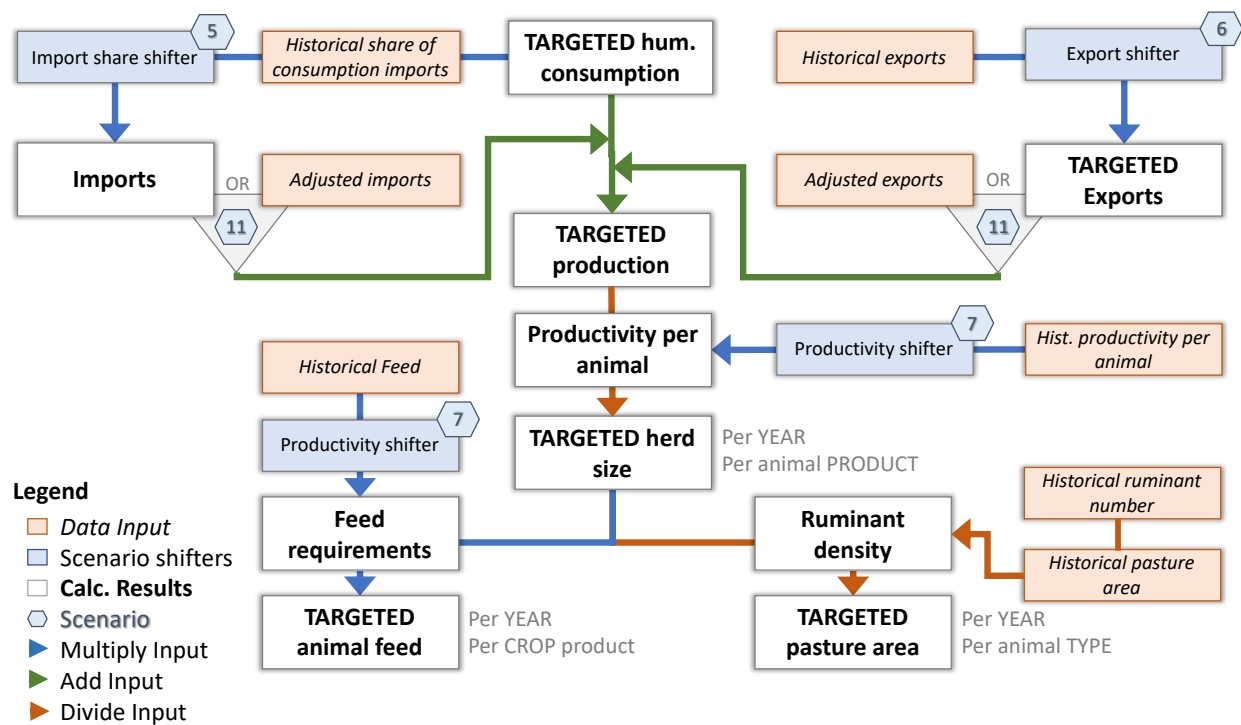 5
Import share shifter
Historical share of
consumption imports
TARGETED hum.
consumption
Historical exports
6
Export shifter
Imports
OR
11
Adjusted imports
Adjusted exports
OR
11
TARGETED
Exports
TARGETED
production
Productivity per
animal
7
Productivity shifter
Hist. productivity per
animal
Historical Feed
7
Productivity shifter
TARGETED herd
size
Per YEAR
Per animal PRODUCT
Feed
requirements
Ruminant
density
Historical ruminant
number
Historical pasture
area
TARGETED
animal feed
Per YEAR
Per CROP product
TARGETED
pasture area
Per YEAR
Per animal TYPE
Legend
Data Input
Scenario shifters
Calc. Results
Scenario
Multiply Input
Add Input
Divide Input